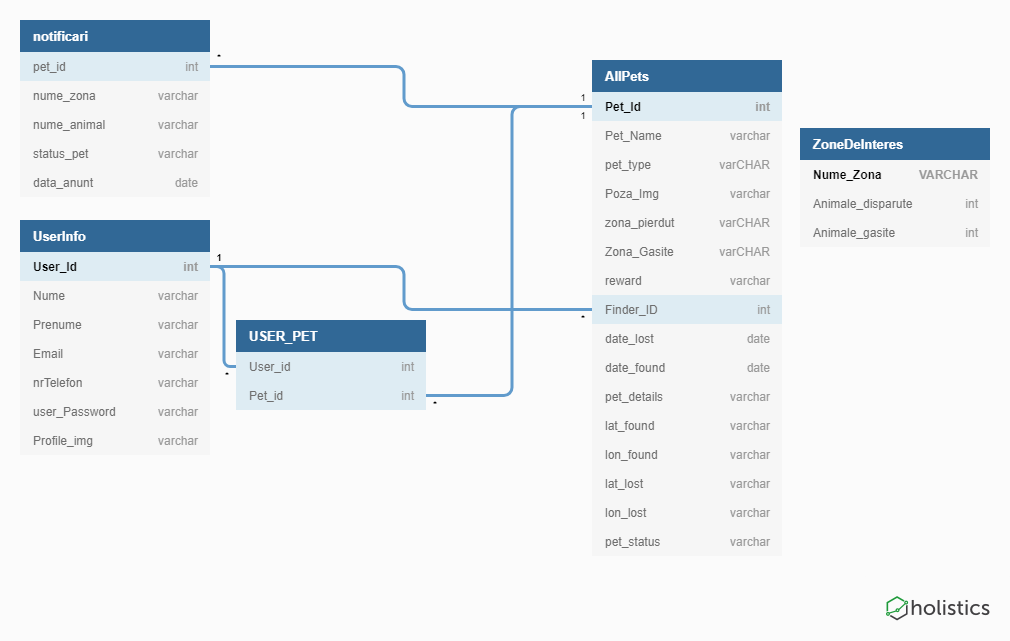 notificari
pet_id int
nume_zona varchar
nume_animal varchar
status_pet varchar
data_anunt date
*
UserInfo
User_Id int
Nume varchar
Prenume varchar
Email varchar
nrTelefon varchar
user_Password varchar
Profile_img varchar
1
*
USER_PET
User_id int
Pet_id int
*
1
1
*
AllPets
Pet_Id int
Pet_Name varchar
pet_type varCHAR
Poza_Img varchar
zona_pierdut varCHAR
Zona_Gasite varCHAR
reward varchar
Finder_ID int
date_lost date
date_found date
pet_details varchar
lat_found varchar
lon_found varchar
lat_lost varchar
lon_lost varchar
pet_status varchar
ZoneDeInteres
Nume_Zona VARCHAR
Animale_disparute int
Animale_gasite int
holistics